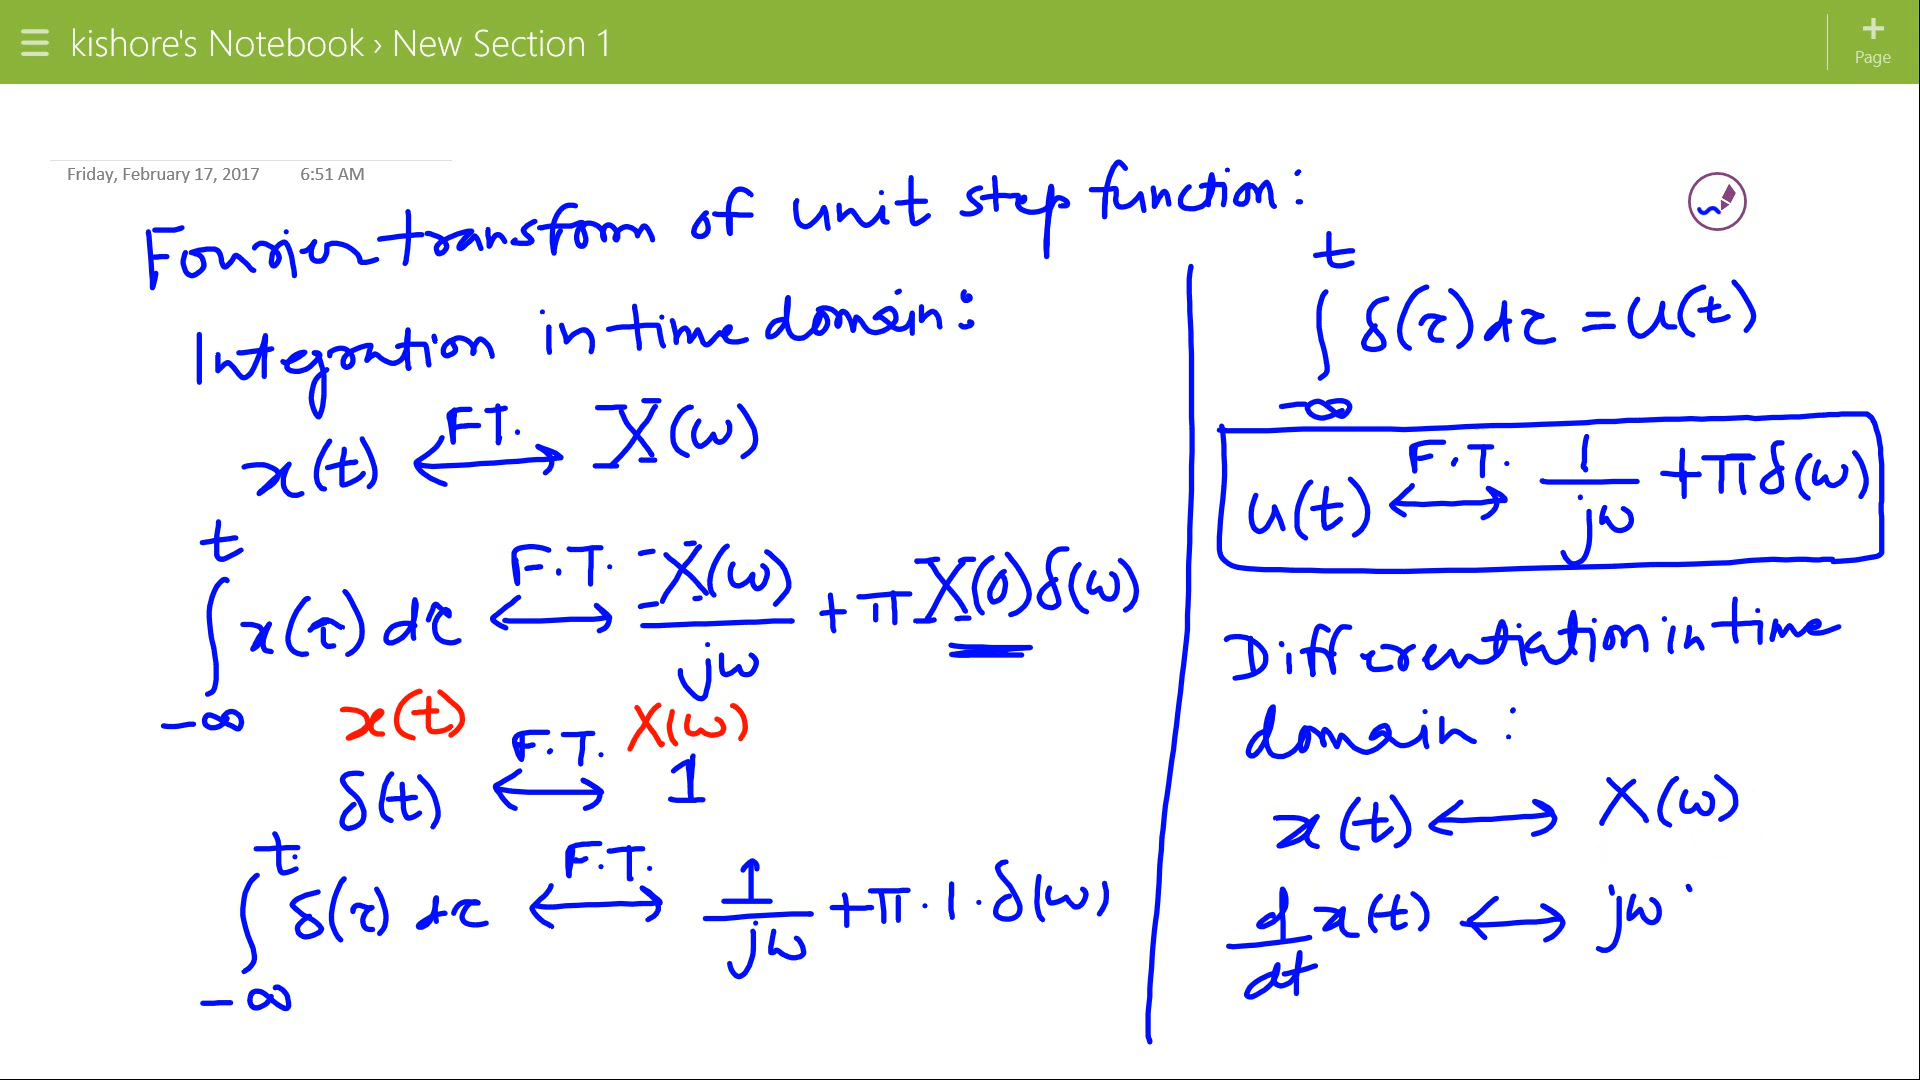 kishore's Notebook › New Section 1
Page
Friday, February 17, 2017 6:51 AM
Fourier transform of unit step function:
Integration in time domain:
x(t) ⟷ F.T. X(ω)
∫_{-∞}^{t} x(τ) dτ ⟷ F.T. X(ω)/jω + π X(0) δ(ω)
x(t) X(ω)
δ(t) ⟷ F.T. 1
∫_{-∞}^{t} δ(τ) dτ ⟷ F.T. 1/jω + π · 1 · δ(ω)
∫_{-∞}^{t} δ(τ) dτ = u(t)
u(t) ⟷ F.T. 1/jω + π δ(ω)
Differentiation in time
domain:
x(t) ⟷ X(ω)
d/dt x(t) ⟷ jω